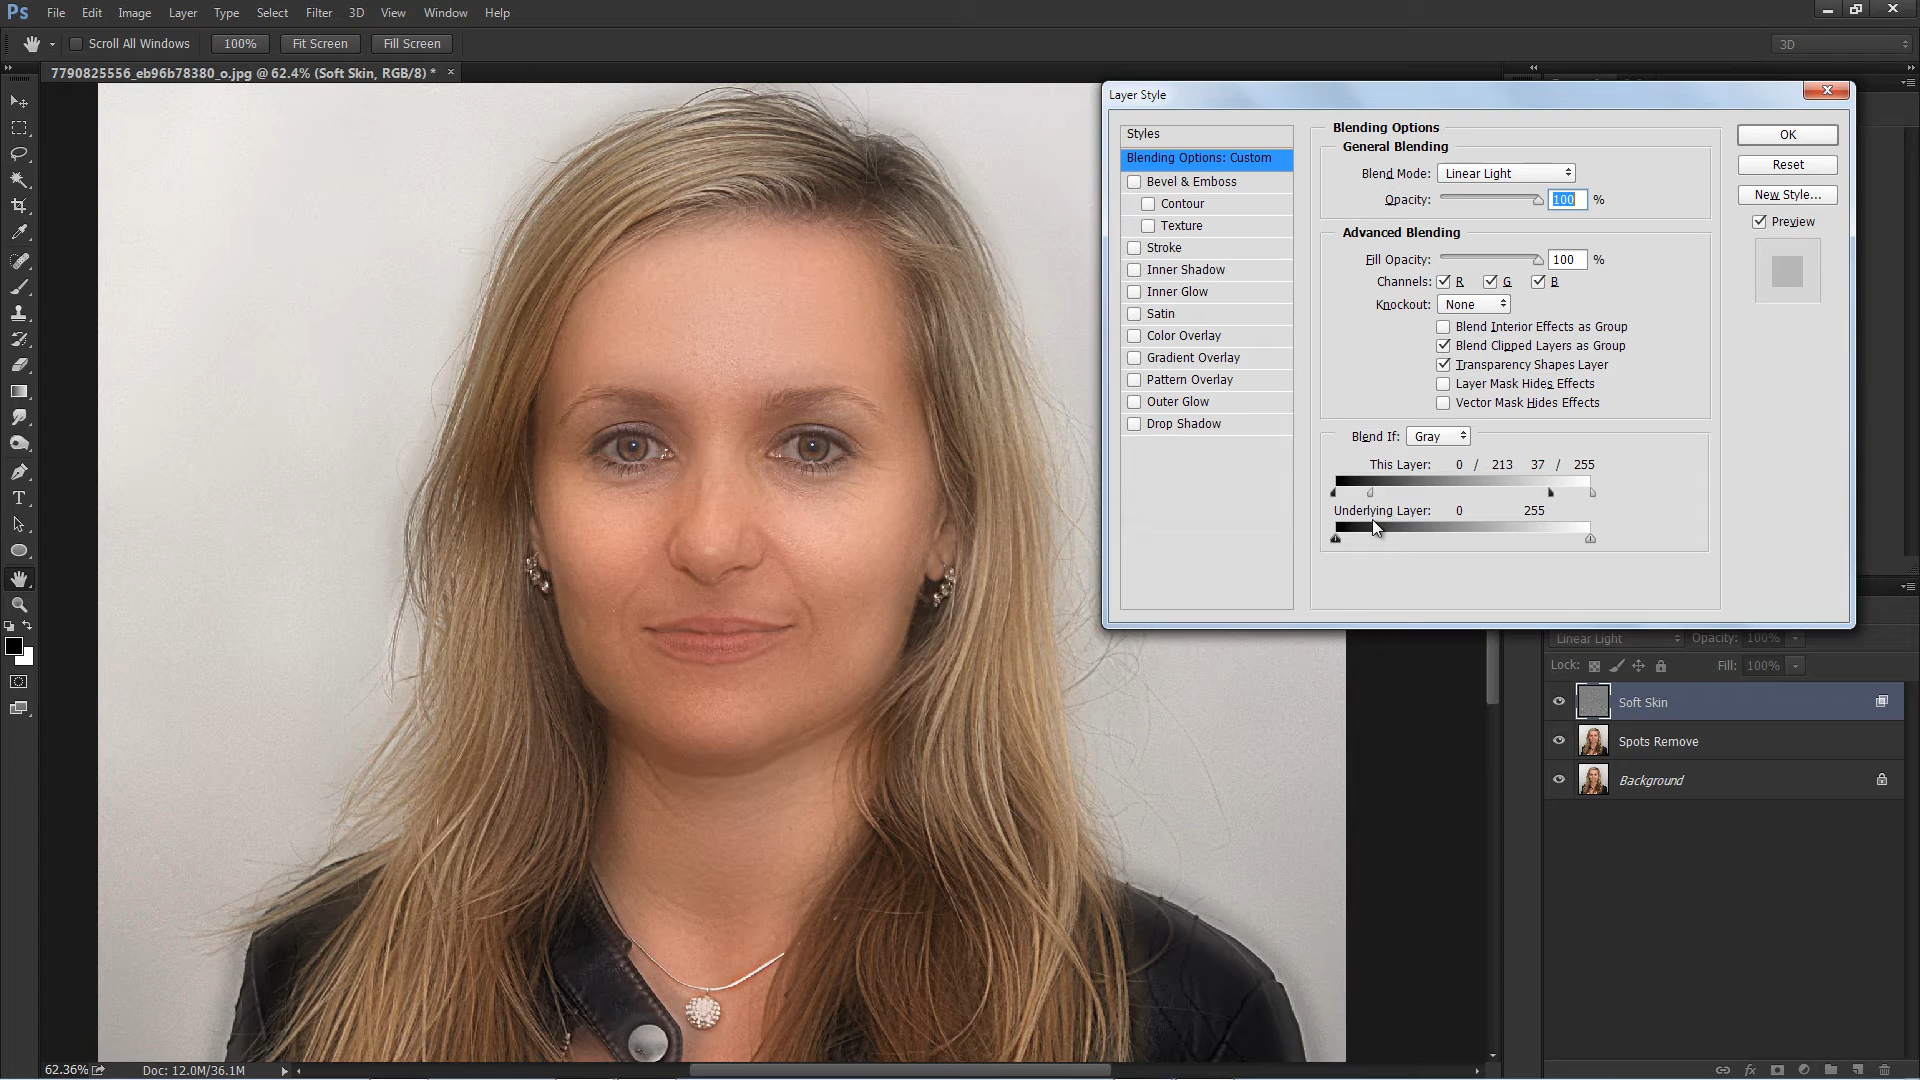 Ps File Edit Image Layer Type Select Filter 3D View Window Help
Scroll All Windows 100% Fit Screen Fill Screen 3D
7790825556_eb96b78380_o.jpg @ 62.4% (Soft Skin, RGB/8) * ×
Layer Style
Styles
Blending Options: Custom
Bevel & Emboss
Contour
Texture
Stroke
Inner Shadow
Inner Glow
Satin
Color Overlay
Gradient Overlay
Pattern Overlay
Outer Glow
Drop Shadow
Blending Options
General Blending
Blend Mode: Linear Light
Opacity: 100 %
Advanced Blending
Fill Opacity: 100 %
Channels: R G B
Knockout: None
Blend Interior Effects as Group
Blend Clipped Layers as Group
Transparency Shapes Layer
Layer Mask Hides Effects
Vector Mask Hides Effects
Blend If: Gray
This Layer: 0 / 213 37 / 255
Underlying Layer: 0 255
OK
Reset
New Style...
Preview
Linear Light Opacity: 100%
Lock: Fill: 100%
Soft Skin
Spots Remove
Background
T
fx
62.36% Doc: 12.0M/36.1M